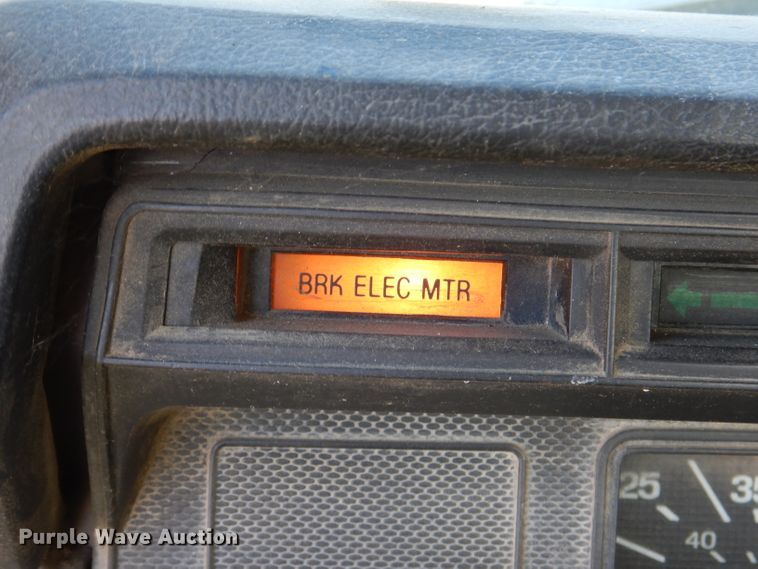 BRK ELEC MTR
25 35
40
Purple Wave Auction